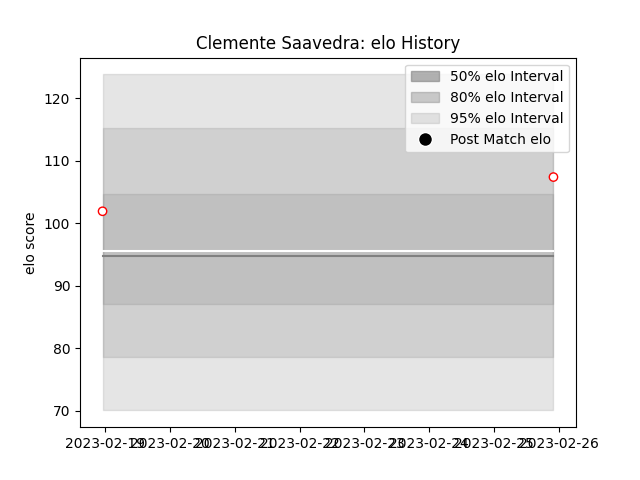 Clemente Saavedra: elo History
50% elo Interval
80% elo Interval
95% elo Interval
Post Match elo
elo score
120
110
100
90
80
70
2023-02-19 2023-02-20 2023-02-21 2023-02-22 2023-02-23 2023-02-24 2023-02-25 2023-02-26